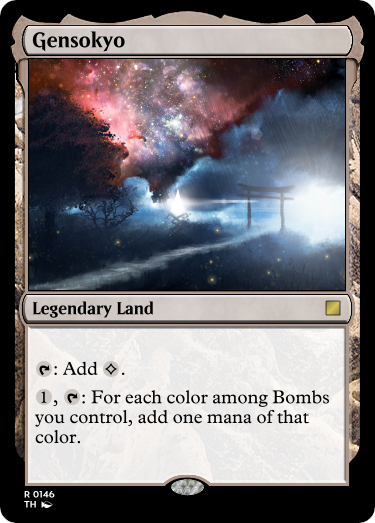 Gensokyo
Legendary Land
: Add .
1, : For each color among Bombs
you control, add one mana of that
color.
R 0146
TH